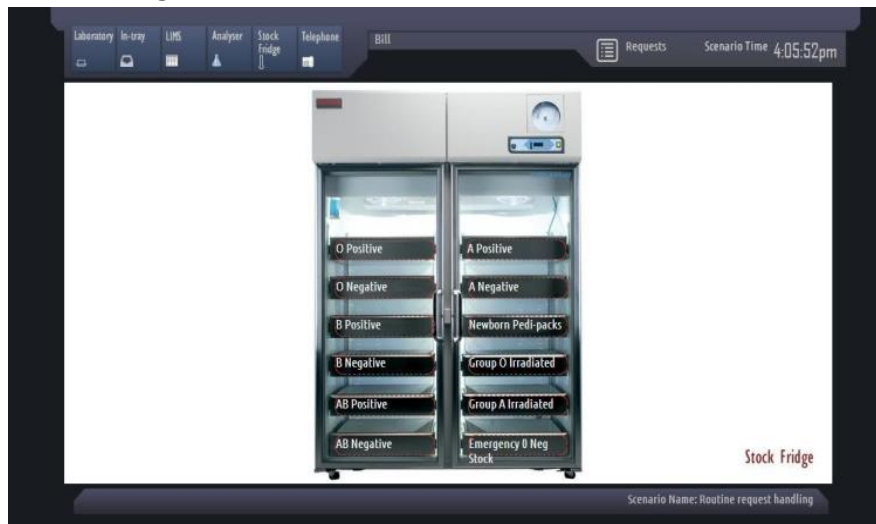 Laboratory
In-tray
LIMS
Analyser
Stock
Fridge
Telephone
Bill
Requests
Scenario Time 4:05:52pm
O Positive
A Positive
O Negative
A Negative
B Positive
Newborn Pedi-packs
B Negative
Group O Irradiated
AB Positive
Group A Irradiated
AB Negative
Emergency O Neg
Stock
Stock Fridge
Scenario Name: Routine request handling